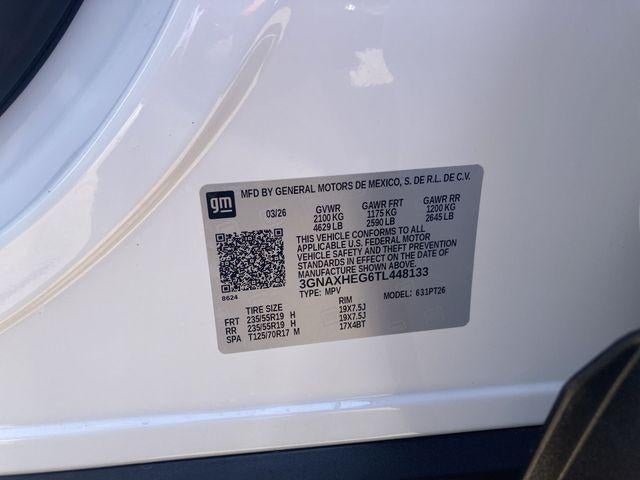 gm
MFD BY GENERAL MOTORS DE MEXICO, S. DE R.L. DE C.V.
03/26 GVWR GAWR FRT GAWR RR
2100 KG 1175 KG 1200 KG
4629 LB 2590 LB 2645 LB
THIS VEHICLE CONFORMS TO ALL
APPLICABLE U.S. FEDERAL MOTOR
VEHICLE SAFETY AND THEFT PREVENTION
STANDARDS IN EFFECT ON THE DATE OF
MANUFACTURE SHOWN ABOVE.
3GNAXHEG6TL448133
8624 TYPE: MPV MODEL: 631PT26
TIRE SIZE RIM
FRT 235/55R19 H 19X7.5J
RR 235/55R19 H 19X7.5J
SPA T125/70R17 M 17X4BT